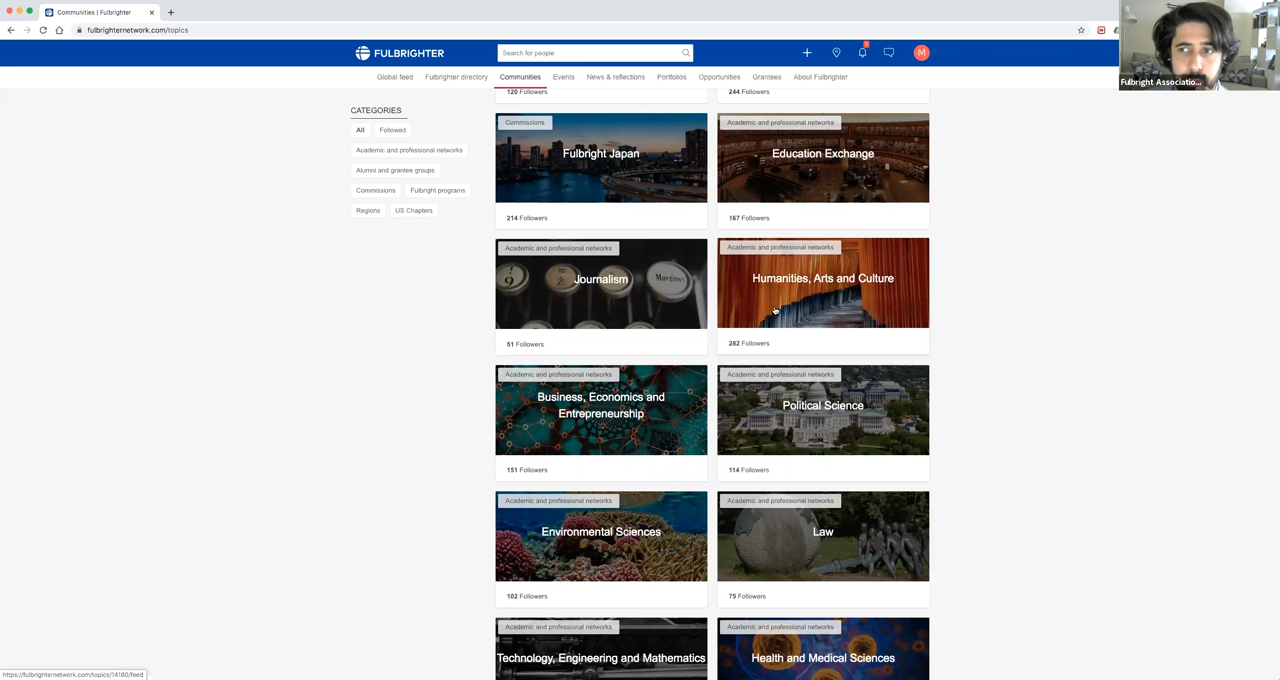 Communities | Fulbrighter
fulbrighternetwork.com/topics
FULBRIGHTER
Search for people
M
Fulbright Associatio...
Global feed
Fulbrighter directory
Communities
Events
News & reflections
Portfolios
Opportunities
Grantees
About Fulbrighter
CATEGORIES
All
Followed
Academic and professional networks
Alumni and grantee groups
Commissions
Fulbright programs
Regions
US Chapters
120 Followers
244 Followers
Commissions
Fulbright Japan
214 Followers
Academic and professional networks
Education Exchange
167 Followers
Academic and professional networks
Journalism
Margin
51 Followers
Academic and professional networks
Humanities, Arts and Culture
282 Followers
Academic and professional networks
Business, Economics and
Entrepreneurship
151 Followers
Academic and professional networks
Political Science
114 Followers
Academic and professional networks
Environmental Sciences
102 Followers
Academic and professional networks
Law
75 Followers
Academic and professional networks
Technology, Engineering and Mathematics
Academic and professional networks
Health and Medical Sciences
https://fulbrighternetwork.com/topics/14180/feed